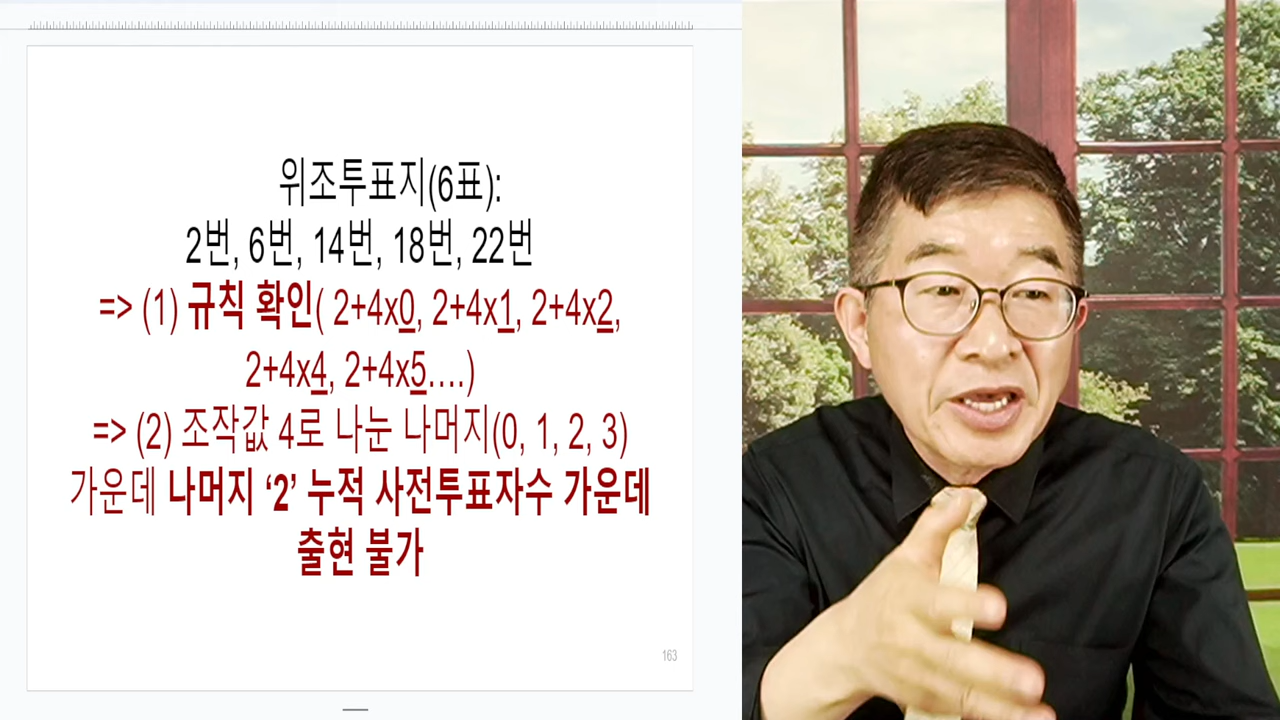 위조투표지(6표):
2번, 6번, 14번, 18번, 22번
=> (1) 규칙 확인( 2+4x0, 2+4x1, 2+4x2,
2+4x4, 2+4x5....)
=> (2) 조작값 4로 나눈 나머지(0, 1, 2, 3)
가운데 나머지 ‘2’ 누적 사전투표자수 가운데
출현 불가
163